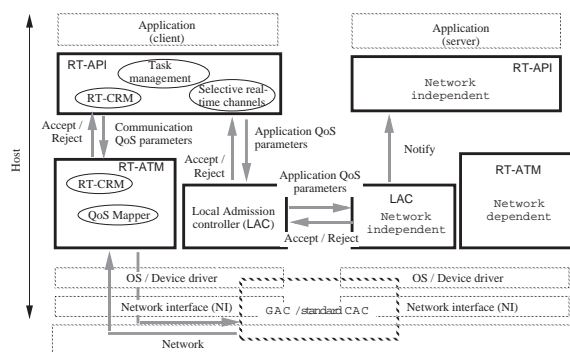 Application
(client)
Application
(server)
RT-API
Task
management
RT-CRM
Selective real-
time channels
RT-API
Network
independent
Accept /
Reject
Communication
QoS parameters
Accept /
Reject
Application QoS
parameters
Notify
Host
RT-ATM
RT-CRM
QoS Mapper
Local Admission
controller (LAC)
Application QoS
parameters
Accept / Reject
LAC
Network
independent
RT-ATM
Network
dependent
OS / Device driver
OS / Device driver
Network interface (NI)
GAC / standard CAC
Network interface (NI)
Network